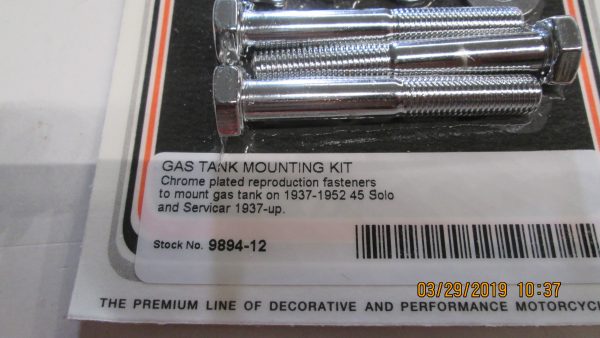 GAS TANK MOUNTING KIT
Chrome plated reproduction fasteners
to mount gas tank on 1937-1952 45 Solo
and Servicar 1937-up.
Stock No. 9894-12
03/29/2019 10:37
THE PREMIUM LINE OF DECORATIVE AND PERFORMANCE